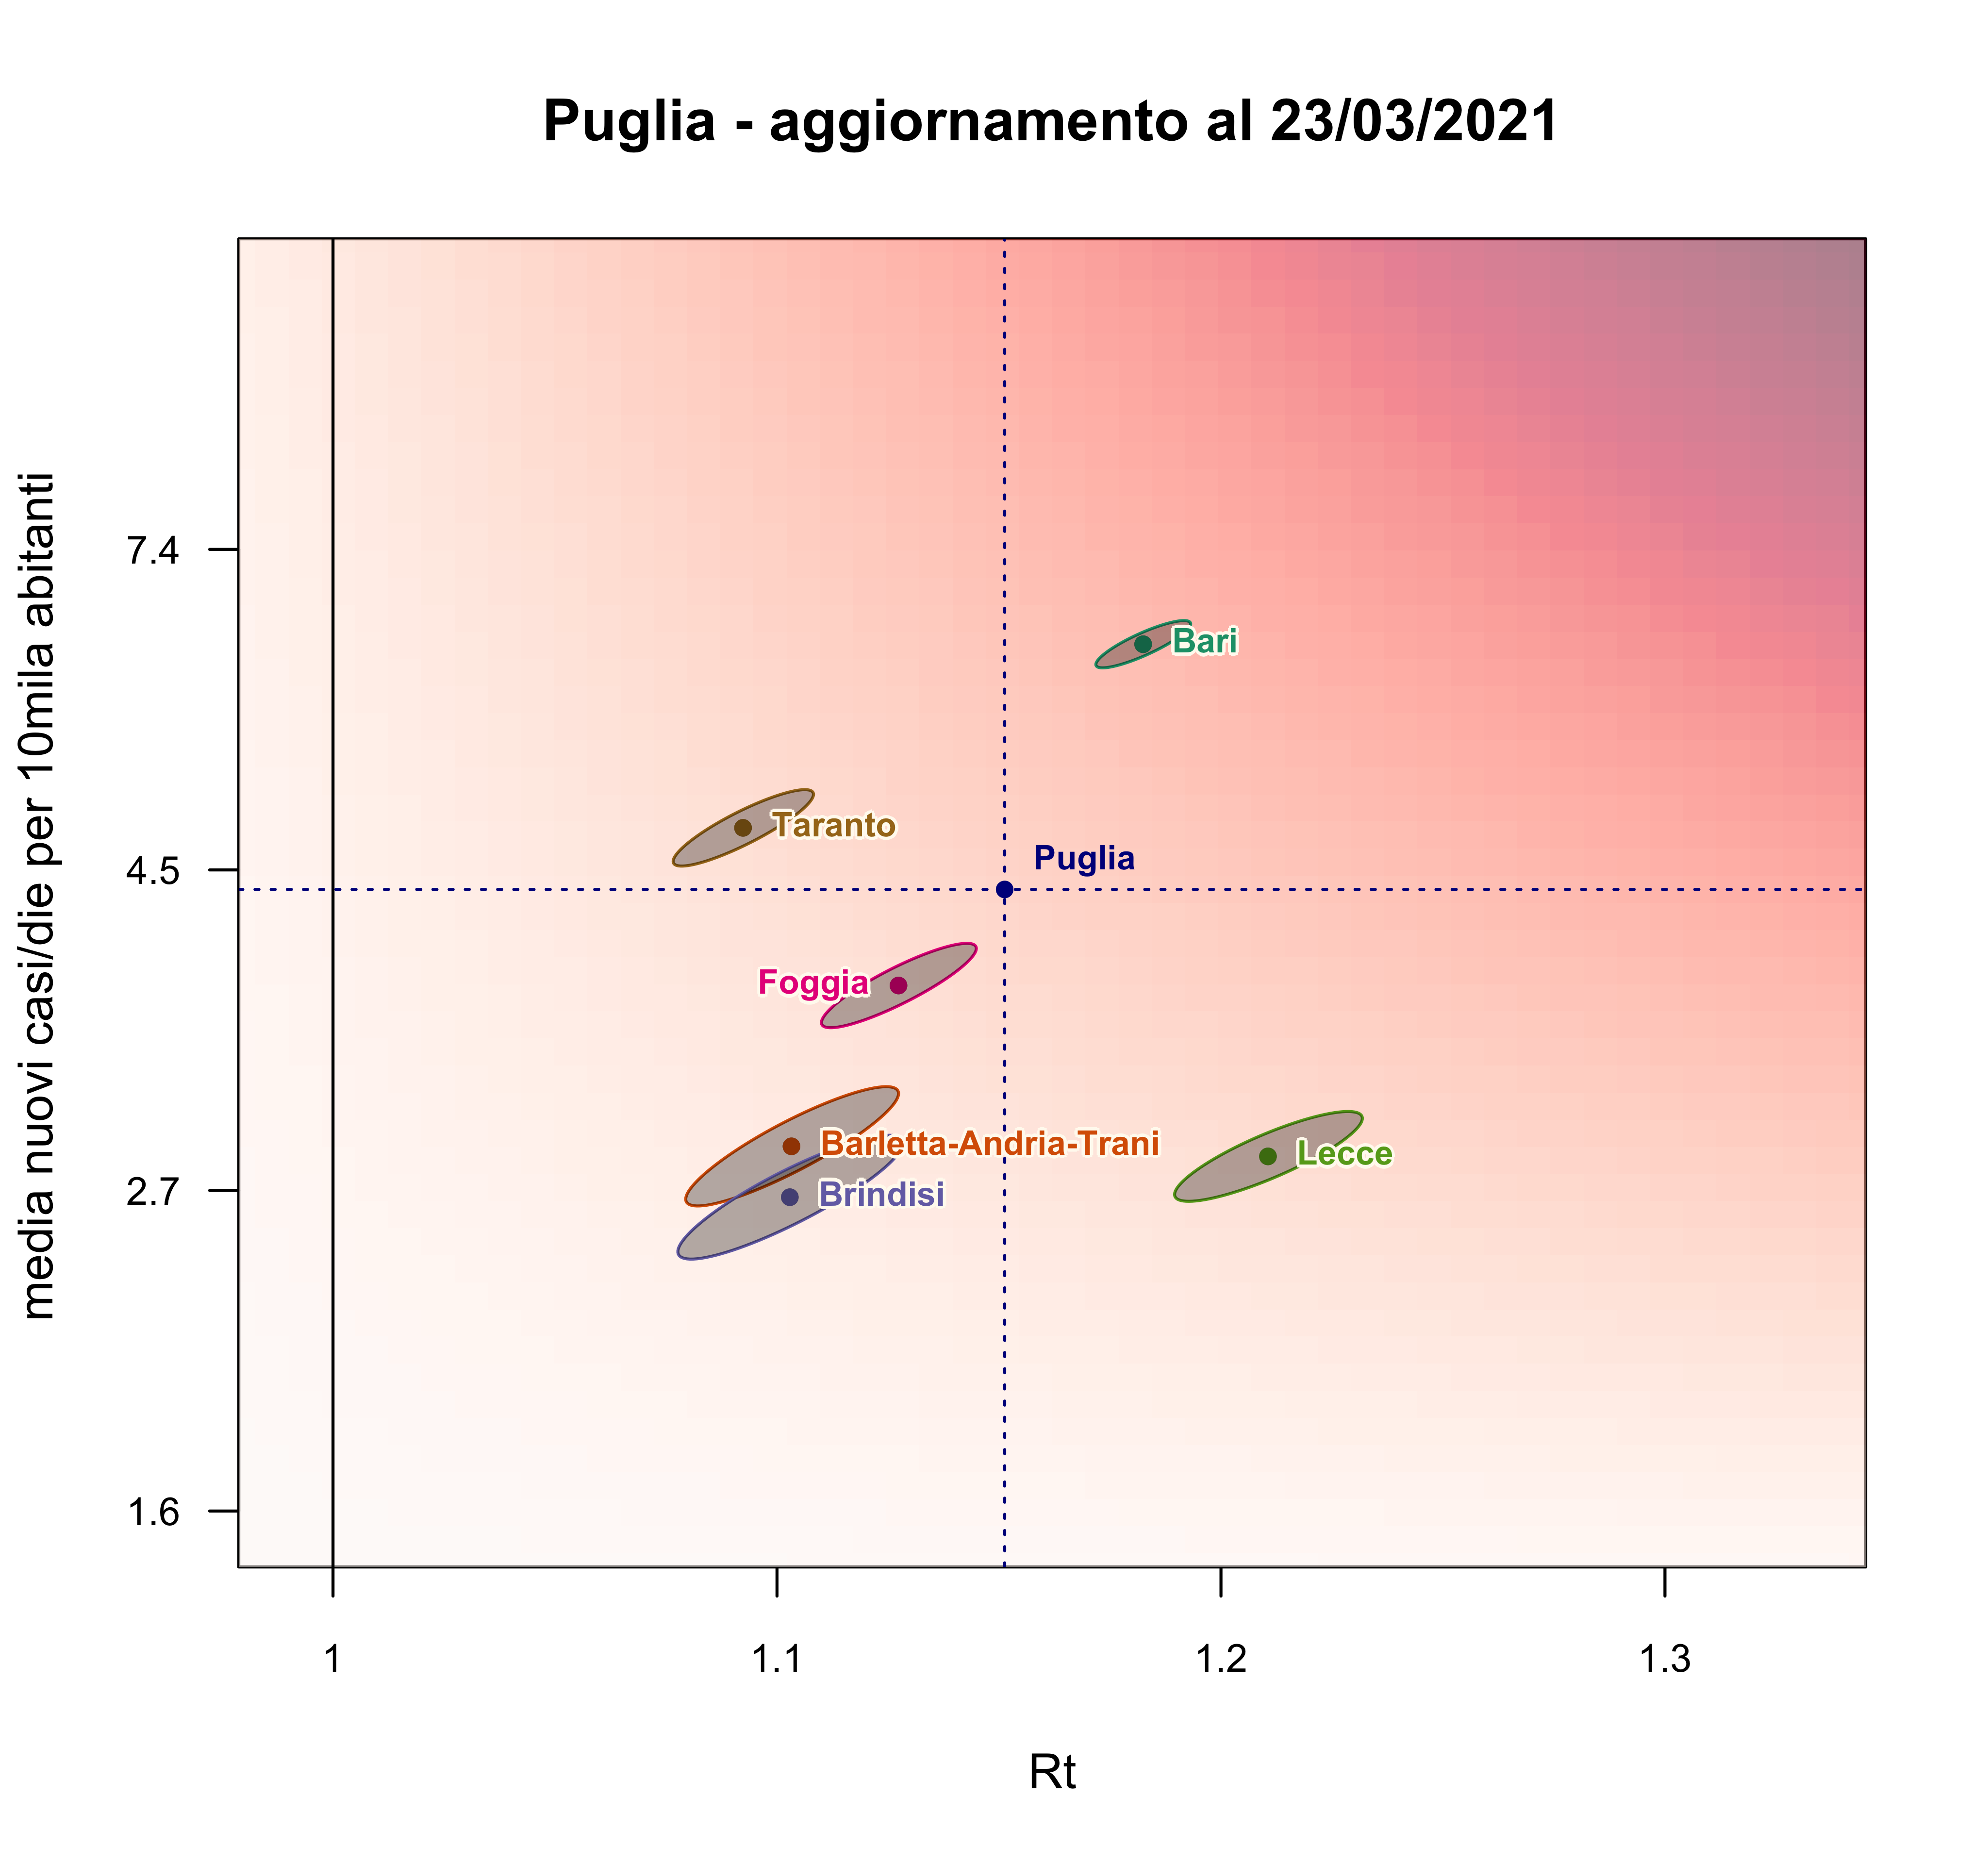 Puglia - aggiornamento al 23/03/2021
media nuovi casi/die per 10mila abitanti
7.4
4.5
2.7
1.6
Bari
Taranto
Puglia
Foggia
Barletta-Andria-Trani
Lecce
Brindisi
1
1.1
1.2
1.3
Rt